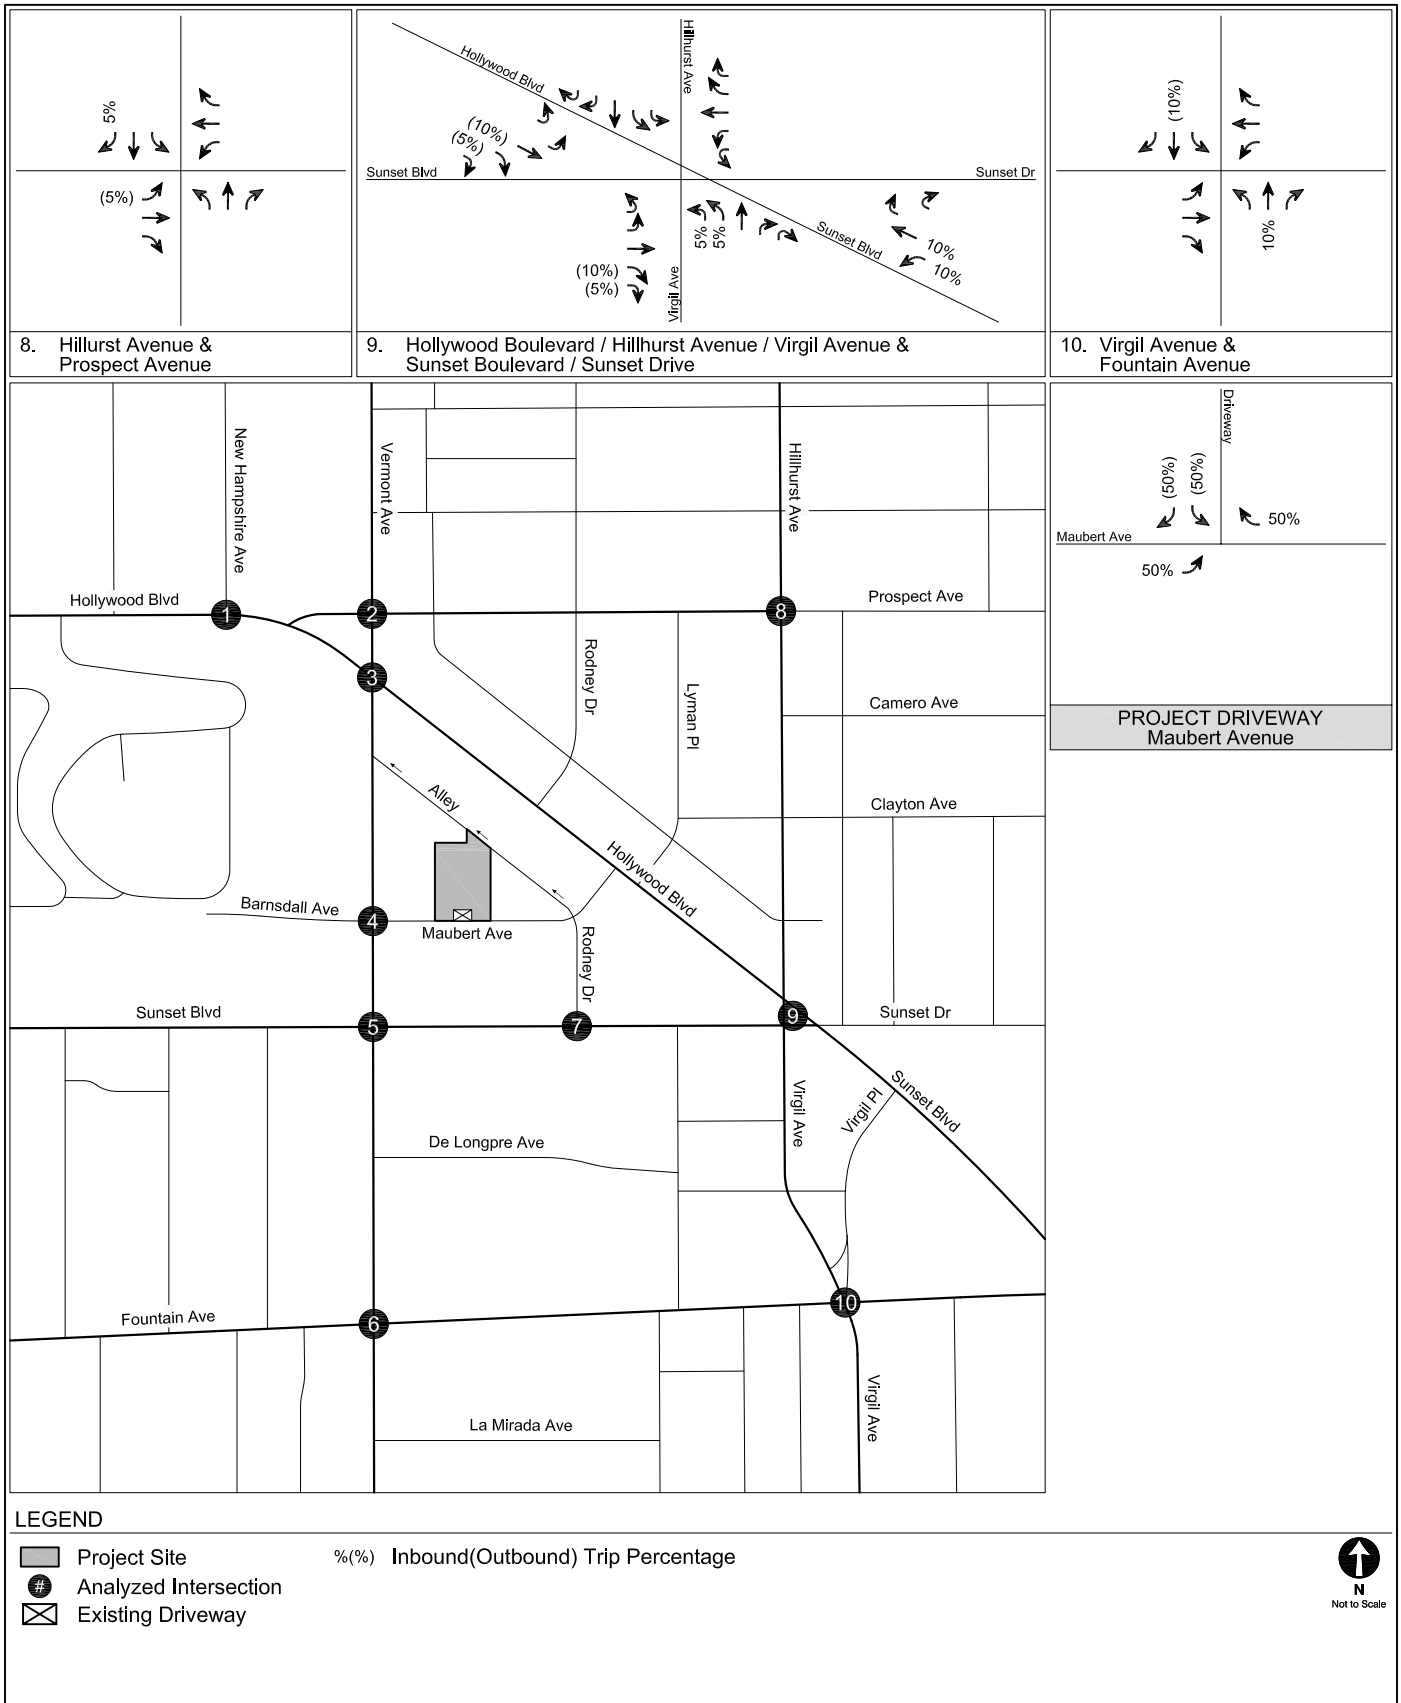 5%
(5%)
8. Hillurst Avenue &
Prospect Avenue
Hollywood Blvd
Hillhurst Ave
(10%)
(5%)
Sunset Blvd
Sunset Dr
5%
5%
Sunset Blvd
10%
10%
(10%)
(5%)
Virgil Ave
9. Hollywood Boulevard / Hillhurst Avenue / Virgil Avenue &
Sunset Boulevard / Sunset Drive
(10%)
10%
10. Virgil Avenue &
Fountain Avenue
Driveway
(50%)
(50%)
50%
Maubert Ave
50%
PROJECT DRIVEWAY
Maubert Avenue
New Hampshire Ave
Vermont Ave
Hillhurst Ave
Hollywood Blvd
1
2
8
Prospect Ave
3
Rodney Dr
Lyman Pl
Camero Ave
Alley
Clayton Ave
Hollywood Blvd
Barnsdall Ave
4
Maubert Ave
Rodney Dr
Sunset Blvd
5
7
9
Sunset Dr
Virgil Ave
Virgil Pl
Sunset Blvd
De Longpre Ave
Fountain Ave
6
10
Virgil Ave
La Mirada Ave
LEGEND
Project Site
%(%) Inbound(Outbound) Trip Percentage
# Analyzed Intersection
Existing Driveway
N
Not to Scale